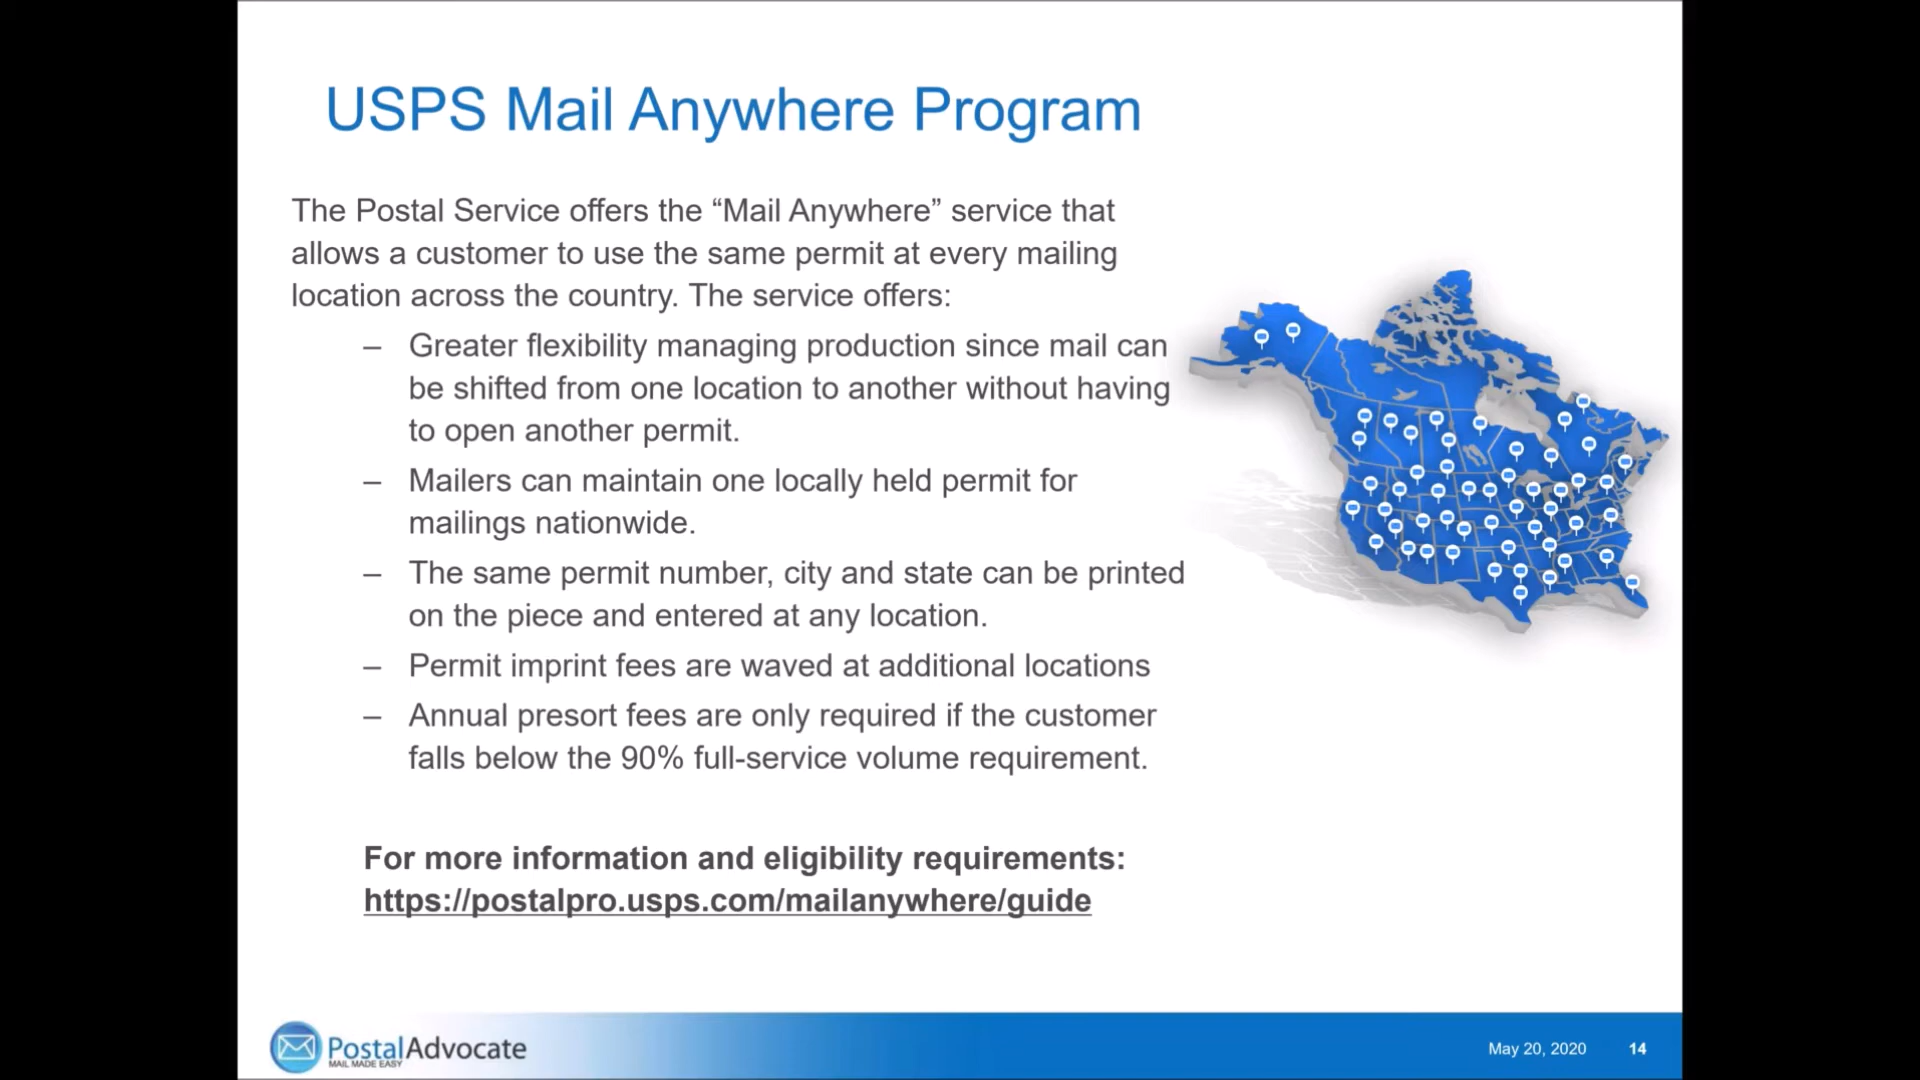 USPS Mail Anywhere Program
The Postal Service offers the “Mail Anywhere” service that
allows a customer to use the same permit at every mailing
location across the country. The service offers:
– Greater flexibility managing production since mail can
be shifted from one location to another without having
to open another permit.
– Mailers can maintain one locally held permit for
mailings nationwide.
– The same permit number, city and state can be printed
on the piece and entered at any location.
– Permit imprint fees are waved at additional locations
– Annual presort fees are only required if the customer
falls below the 90% full-service volume requirement.
For more information and eligibility requirements:
https://postalpro.usps.com/mailanywhere/guide
PostalAdvocate
MAIL MADE EASY
May 20, 2020 14